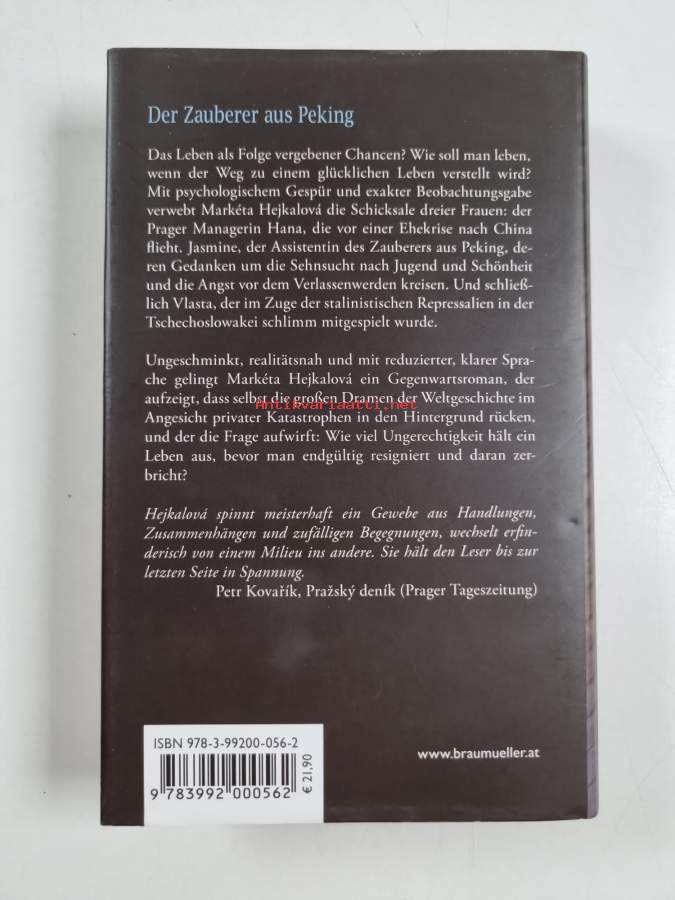 Der Zauberer aus Peking
Das Leben als Folge vergebener Chancen? Wie soll man leben,
wenn der Weg zu einem glücklichen Leben verstellt wird?
Mit psychologischem Gespür und exakter Beobachtungsgabe
verwebt Markéta Hejkalová die Schicksale dreier Frauen: der
Prager Managerin Hana, die vor einer Ehekrise nach China
flieht. Jasmine, der Assistentin des Zauberers aus Peking, de-
ren Gedanken um die Sehnsucht nach Jugend und Schönheit
und die Angst vor dem Verlassenwerden kreisen. Und schließ-
lich Vlasta, der im Zuge der stalinistischen Repressalien in der
Tschechoslowakei schlimm mitgespielt wurde.
Ungeschminkt, realitätsnah und mit reduzierter, klarer Spra-
che gelingt Markéta Hejkalová ein Gegenwartsroman, der
aufzeigt, dass selbst die großen Dramen der Weltgeschichte im
Antikvariaatti.net
Angesicht privater Katastrophen in den Hintergrund rücken,
und der die Frage aufwirft: Wie viel Ungerechtigkeit hält ein
Leben aus, bevor man endgültig resigniert und daran zer-
bricht?
Hejkalová spinnt meisterhaft ein Gewebe aus Handlungen,
Zusammenhängen und zufälligen Begegnungen, wechselt erfin-
derisch von einem Milieu ins andere. Sie hält den Leser bis zur
letzten Seite in Spannung.
Petr Kovařík, Pražský deník (Prager Tageszeitung)
ISBN 978-3-99200-056-2
9 783992 000562
€ 21,90
www.braumueller.at